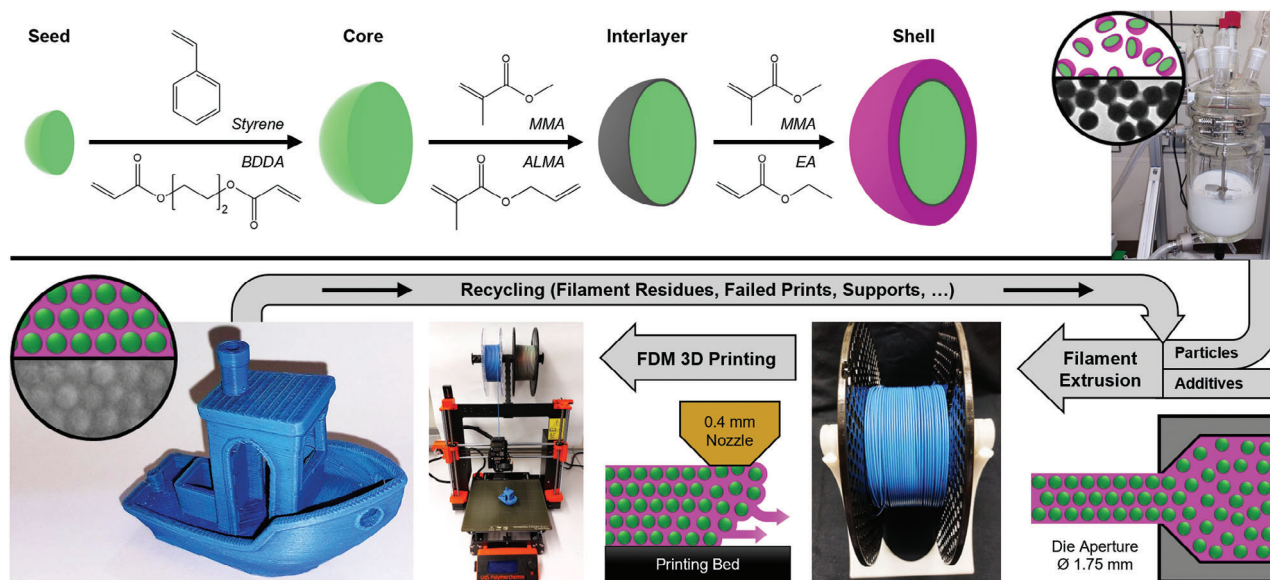 Seed
Core
Interlayer
Shell
Styrene
BDDA
MMA
ALMA
MMA
EA
O
O
O
O
2
O
O
O
O
O
O
O
O
Recycling (Filament Residues, Failed Prints, Supports, ...)
FDM 3D Printing
Filament
Extrusion
Particles
Additives
0.4 mm
Nozzle
Printing Bed
Die Aperture
Ø 1.75 mm